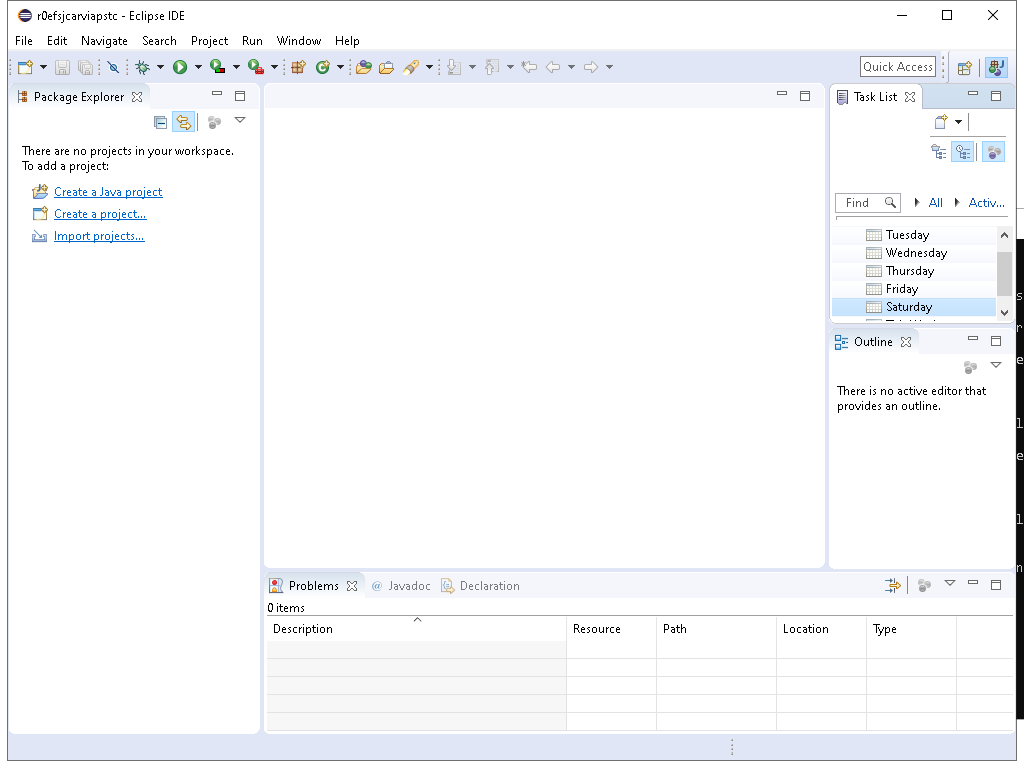 r0efsjcarviapstc - Eclipse IDE
File Edit Navigate Search Project Run Window Help
Quick Access
Package Explorer
There are no projects in your workspace.
To add a project:
Create a Java project
Create a project...
Import projects...
Task List
Find All Activ...
Tuesday
Wednesday
Thursday
Friday
Saturday
Outline
There is no active editor that
provides an outline.
Problems @ Javadoc Declaration
0 items
Description Resource Path Location Type